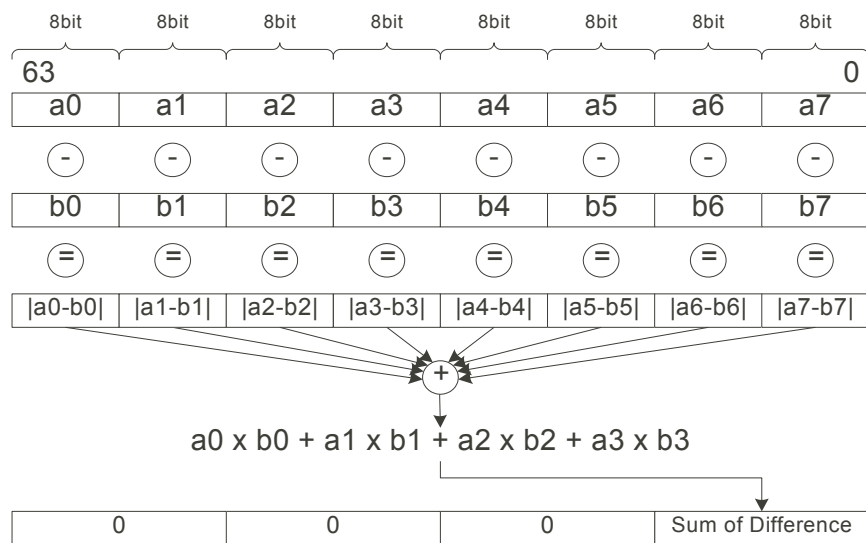 8bit 8bit 8bit 8bit 8bit 8bit 8bit 8bit
63 0
a0 a1 a2 a3 a4 a5 a6 a7
- - - - - - - -
b0 b1 b2 b3 b4 b5 b6 b7
= = = = = = = =
|a0-b0| |a1-b1| |a2-b2| |a3-b3| |a4-b4| |a5-b5| |a6-b6| |a7-b7|
+
a0 x b0 + a1 x b1 + a2 x b2 + a3 x b3
0 0 0 Sum of Difference